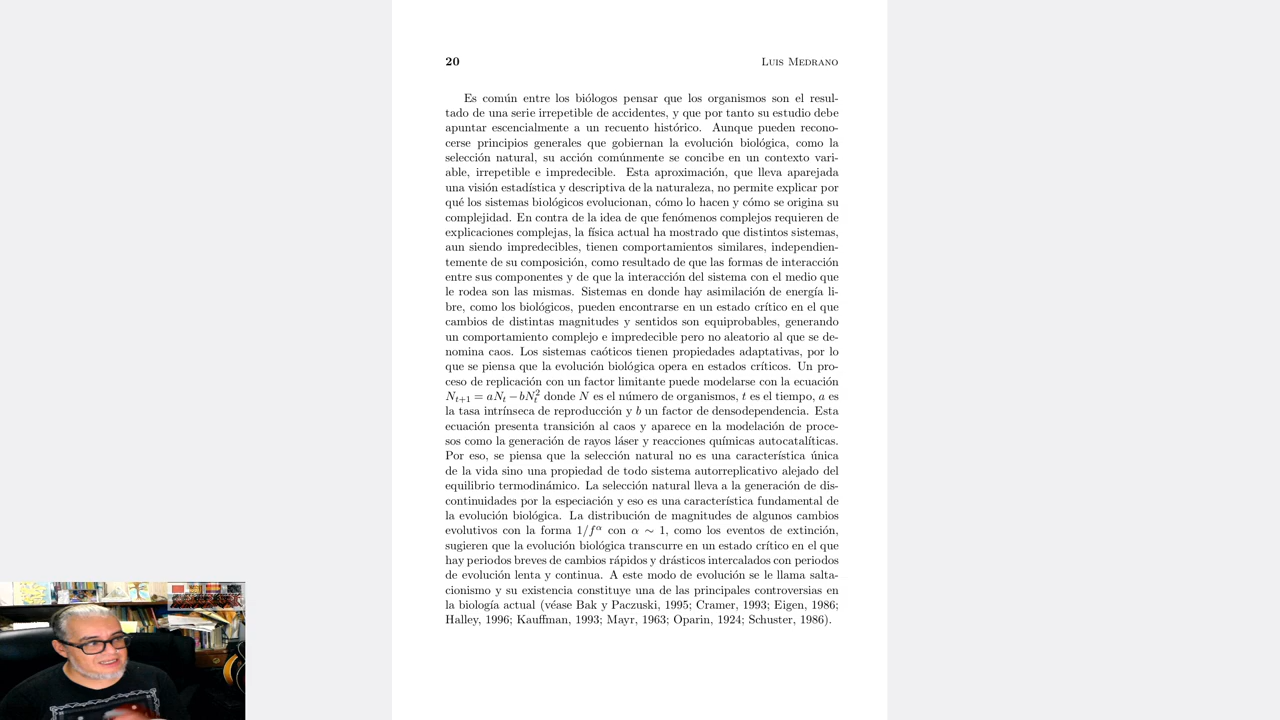 20 Luis Medrano
Es común entre los biólogos pensar que los organismos son el resul-
tado de una serie irrepetible de accidentes, y que por tanto su estudio debe
apuntar escencialmente a un recuento histórico. Aunque pueden recono-
cerse principios generales que gobiernan la evolución biológica, como la
selección natural, su acción comúnmente se concibe en un contexto vari-
able, irrepetible e impredecible. Esta aproximación, que lleva aparejada
una visión estadística y descriptiva de la naturaleza, no permite explicar por
qué los sistemas biológicos evolucionan, cómo lo hacen y cómo se origina su
complejidad. En contra de la idea de que fenómenos complejos requieren de
explicaciones complejas, la física actual ha mostrado que distintos sistemas,
aun siendo impredecibles, tienen comportamientos similares, independien-
temente de su composición, como resultado de que las formas de interacción
entre sus componentes y de que la interacción del sistema con el medio que
le rodea son las mismas. Sistemas en donde hay asimilación de energía li-
bre, como los biológicos, pueden encontrarse en un estado crítico en el que
cambios de distintas magnitudes y sentidos son equiprobables, generando
un comportamiento complejo e impredecible pero no aleatorio al que se de-
nomina caos. Los sistemas caóticos tienen propiedades adaptativas, por lo
que se piensa que la evolución biológica opera en estados críticos. Un pro-
ceso de replicación con un factor limitante puede modelarse con la ecuación
N_{t+1} = aN_t − bN_t^2 donde N es el número de organismos, t es el tiempo, a es
la tasa intrínseca de reproducción y b un factor de densodependencia. Esta
ecuación presenta transición al caos y aparece en la modelación de proce-
sos como la generación de rayos láser y reacciones químicas autocatalíticas.
Por eso, se piensa que la selección natural no es una característica única
de la vida sino una propiedad de todo sistema autorreplicativo alejado del
equilibrio termodinámico. La selección natural lleva a la generación de dis-
continuidades por la especiación y eso es una característica fundamental de
la evolución biológica. La distribución de magnitudes de algunos cambios
evolutivos con la forma 1/f^α con α ∼ 1, como los eventos de extinción,
sugieren que la evolución biológica transcurre en un estado crítico en el que
hay periodos breves de cambios rápidos y drásticos intercalados con periodos
de evolución lenta y continua. A este modo de evolución se le llama salta-
cionismo y su existencia constituye una de las principales controversias en
la biología actual (véase Bak y Paczuski, 1995; Cramer, 1993; Eigen, 1986;
Halley, 1996; Kauffman, 1993; Mayr, 1963; Oparin, 1924; Schuster, 1986).